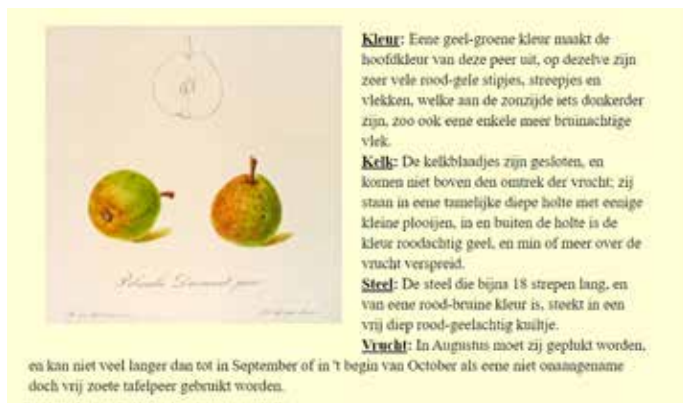 Kleur: Eene geel-groene kleur maakt de
hoofdkleur van deze peer uit, op dezelve zijn
zeer vele rood-gele stipjes, streepjes en
vlekken, welke aan de zonzijde iets donkerder
zijn, zoo ook eene enkele meer bruinachtige
vlek.
Kelk: De kelkblaadjes zijn gesloten, en
komen niet boven den omtrek der vrucht; zij
staan in eene tamelijke diepe holte met eenige
kleine plooijen, in en buiten de holte is de
kleur roodachtig geel, en min of meer over de
vrucht verspreid.
Steel: De steel die bijna 18 strepen lang, en
van eene rood-bruine kleur is, steekt in een
vrij diep rood-geelachtig kuiltje.
Vrucht: In Augustus moet zij geplukt worden,
en kan niet veel langer dan tot in September of in 't begin van October als eene niet onaangename
doch vrij zoete tafelpeer gebruikt worden.